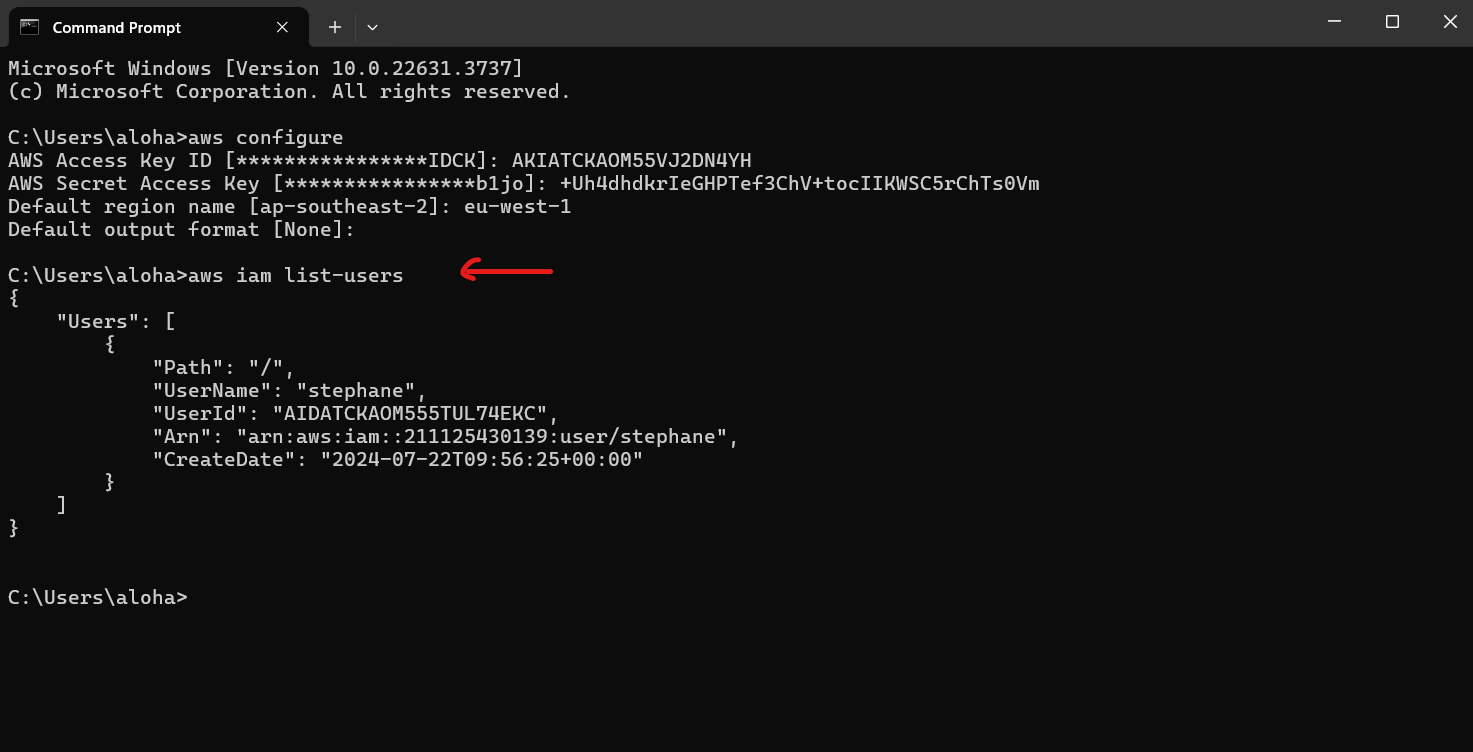 Command Prompt
Microsoft Windows [Version 10.0.22631.3737]
(c) Microsoft Corporation. All rights reserved.
C:\Users\aloha>aws configure
AWS Access Key ID [****************IDCK]: AKIATCKAOM55VJ2DN4YH
AWS Secret Access Key [****************b1jo]: 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
Default region name [ap-southeast-2]: eu-west-1
Default output format [None]:
C:\Users\aloha>aws iam list-users
{
    "Users": [
        {
            "Path": "/",
            "UserName": "stephane",
            "UserId": "AIDATCKAOM555TUL74EKC",
            "Arn": "arn:aws:iam::211125430139:user/stephane",
            "CreateDate": "2024-07-22T09:56:25+00:00"
        }
    ]
}
C:\Users\aloha>